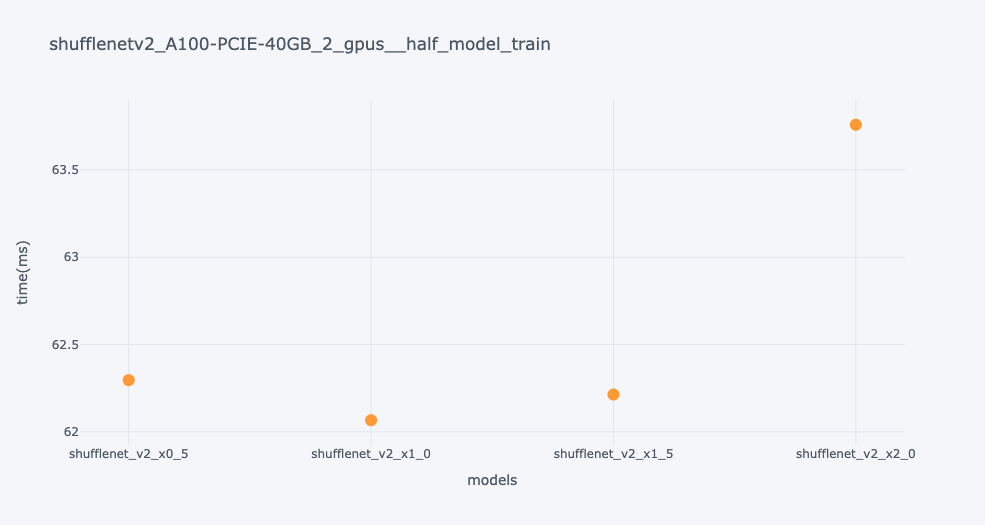 shufflenetv2_A100-PCIE-40GB_2_gpus__half_model_train
time(ms)
63.5
63
62.5
62
shufflenet_v2_x0_5 shufflenet_v2_x1_0 shufflenet_v2_x1_5 shufflenet_v2_x2_0
models